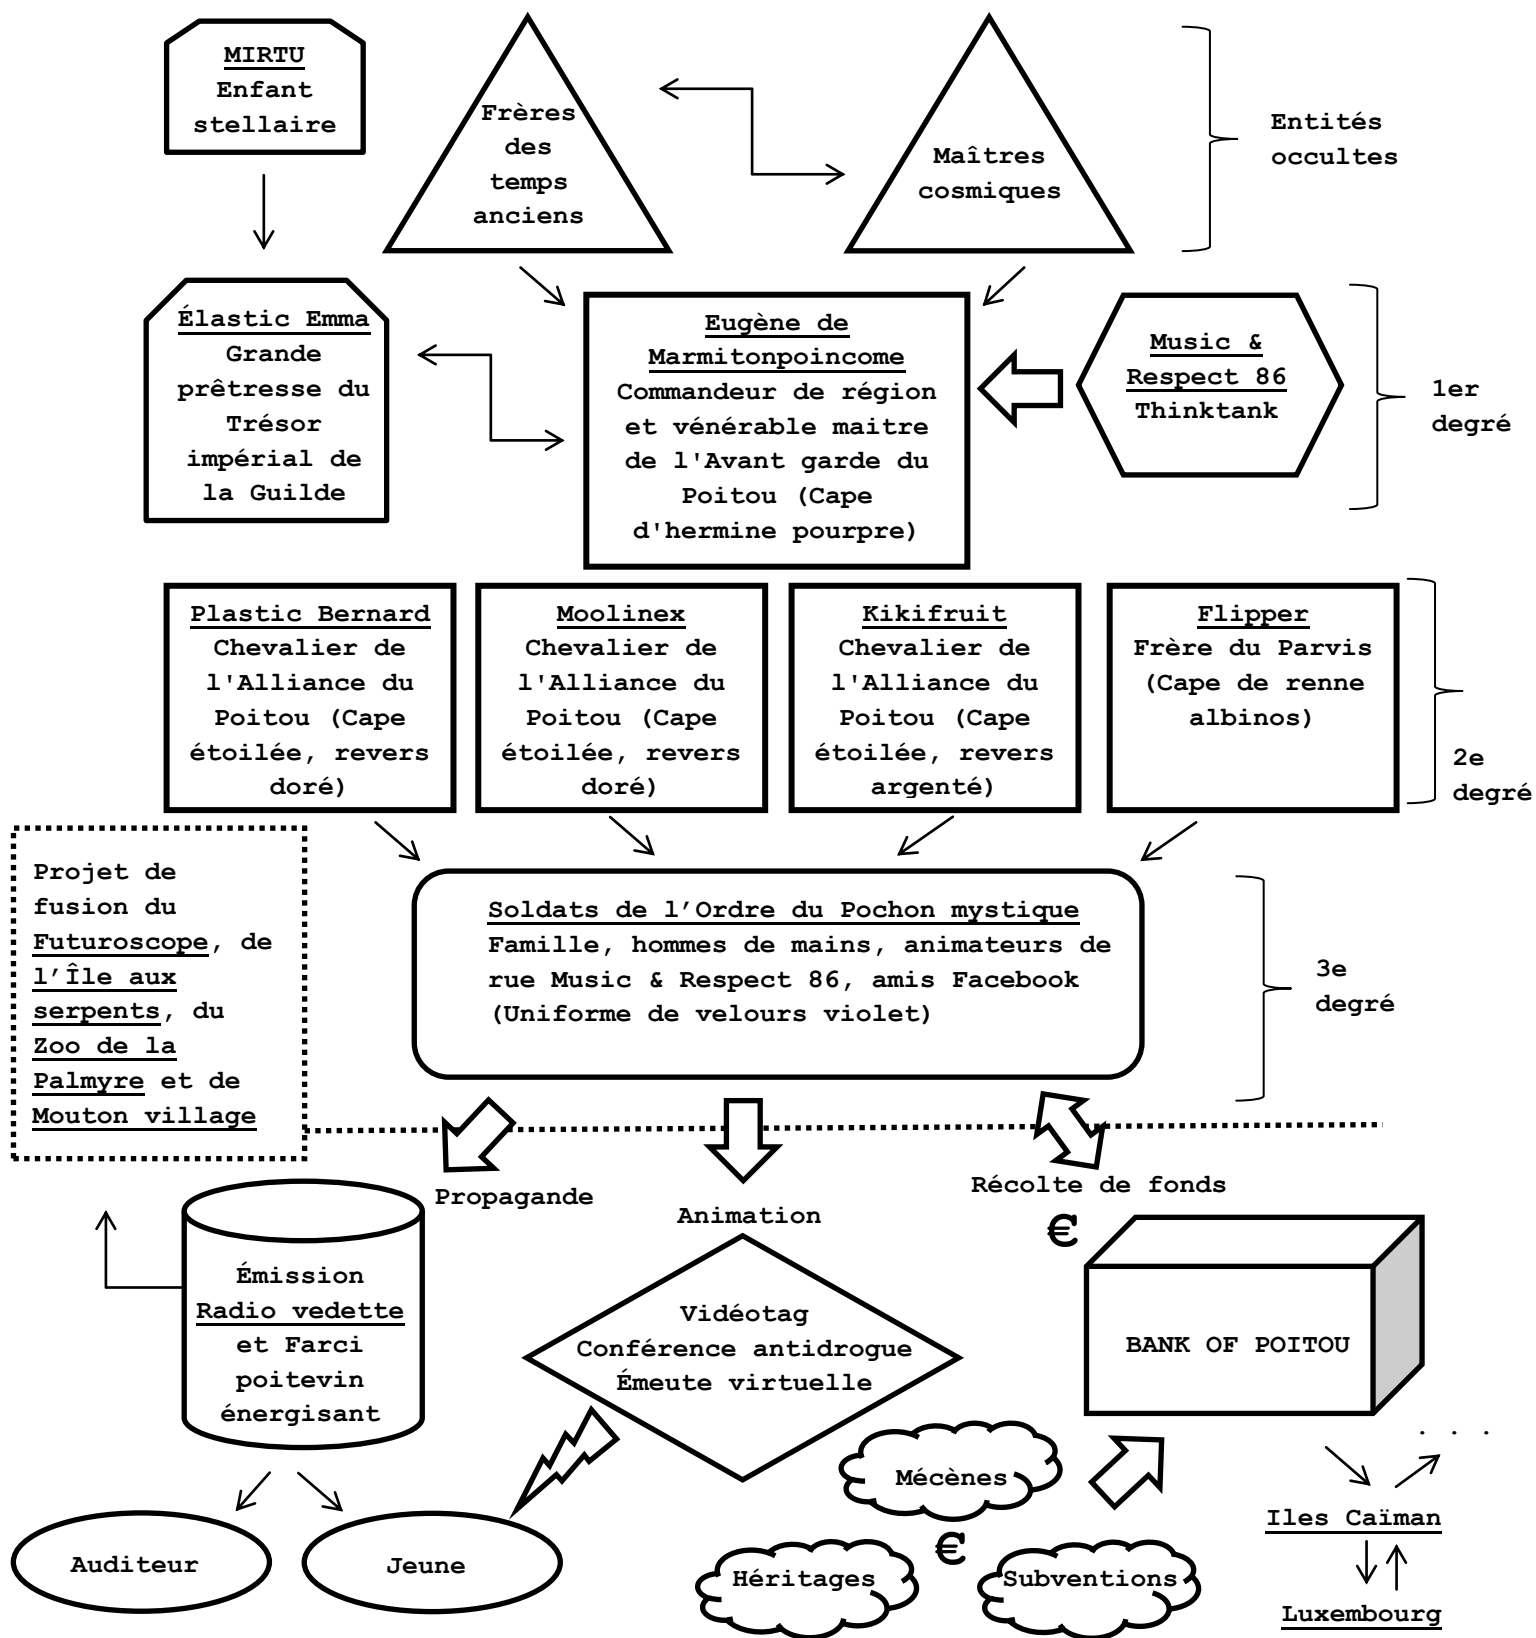 MIRTU
Enfant
stellaire
Frères
des
temps
anciens
Maîtres
cosmiques
Entités
occultes
Élastic Emma
Grande
prêtresse du
Trésor
impérial de
la Guilde
Eugène de
Marmitonpoincome
Commandeur de région
et vénérable maitre
de l'Avant garde du
Poitou (Cape
d'hermine pourpre)
Music &
Respect 86
Thinktank
1er
degré
Plastic Bernard
Chevalier de
l'Alliance du
Poitou (Cape
étoilée, revers
doré)
Moolinex
Chevalier de
l'Alliance du
Poitou (Cape
étoilée, revers
doré)
Kikifruit
Chevalier de
l'Alliance du
Poitou (Cape
étoilée, revers
argenté)
Flipper
Frère du Parvis
(Cape de renne
albinos)
2e
degré
Projet de
fusion du
Futuroscope, de
l’Île aux
serpents, du
Zoo de la
Palmyre et de
Mouton village
Soldats de l’Ordre du Pochon mystique
Famille, hommes de mains, animateurs de
rue Music & Respect 86, amis Facebook
(Uniforme de velours violet)
3e
degré
Propagande
Animation
Récolte de fonds
€
Émission
Radio vedette
et Farci
poitevin
énergisant
Vidéotag
Conférence antidrogue
Émeute virtuelle
BANK OF POITOU
. . .
Auditeur
Jeune
Mécènes
€
Héritages
Subventions
Iles Caïman
Luxembourg